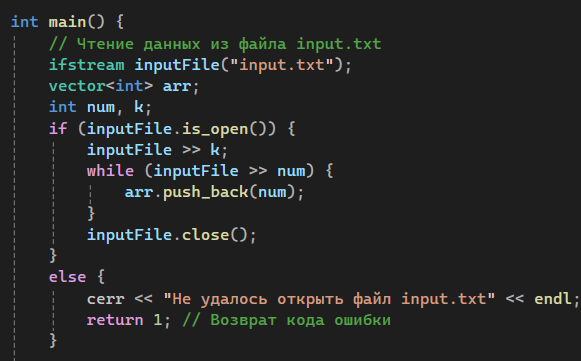 int main() {
    // Чтение данных из файла input.txt
    ifstream inputFile("input.txt");
    vector<int> arr;
    int num, k;
    if (inputFile.is_open()) {
        inputFile >> k;
        while (inputFile >> num) {
            arr.push_back(num);
        }
        inputFile.close();
    }
    else {
        cerr << "Не удалось открыть файл input.txt" << endl;
        return 1; // Возврат кода ошибки
    }